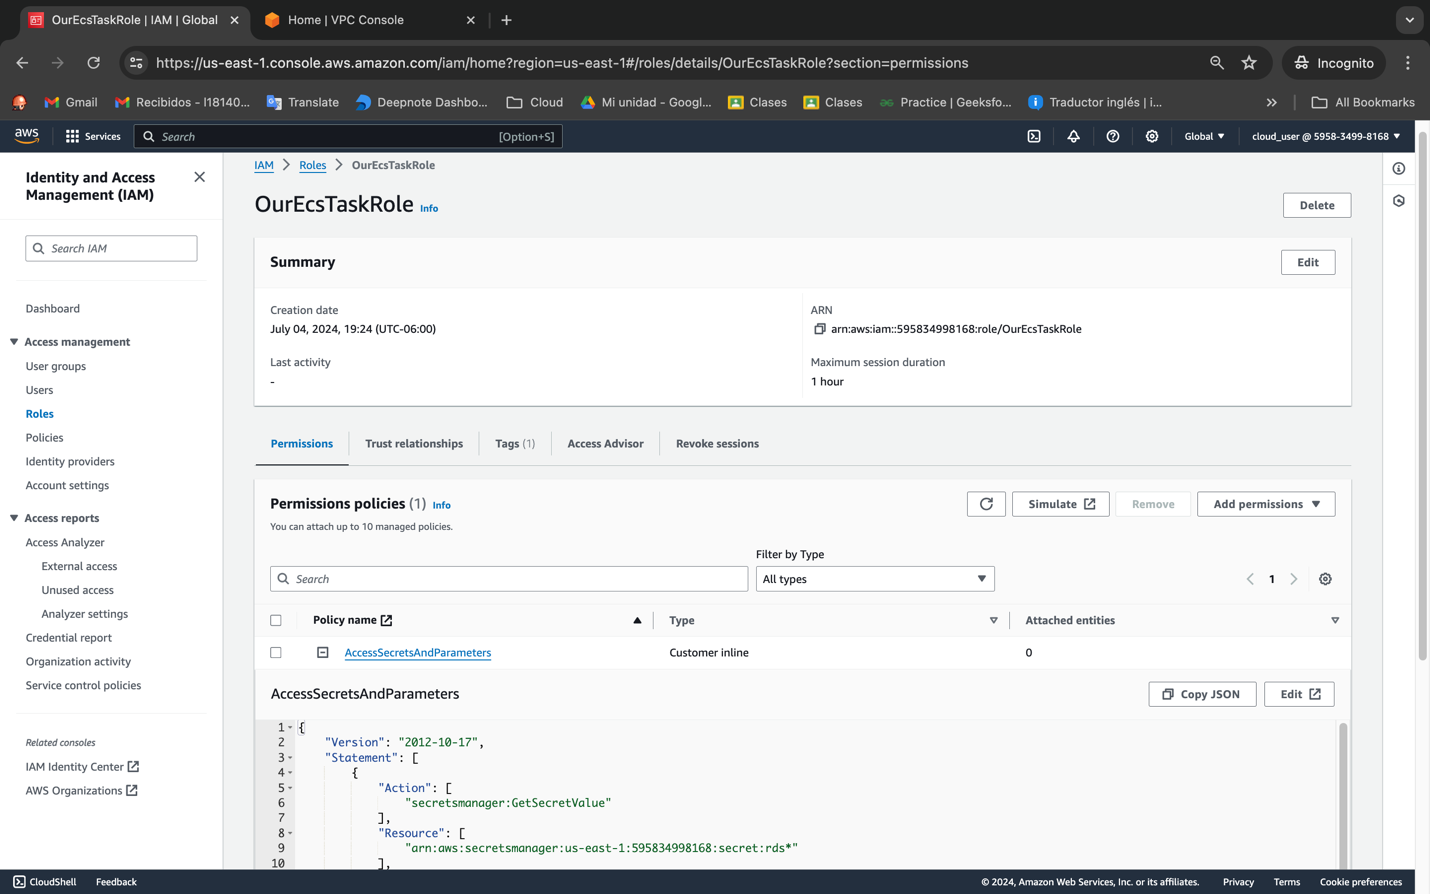 OurEcsTaskRole | IAM | Global
Home | VPC Console
https://us-east-1.console.aws.amazon.com/iam/home?region=us-east-1#/roles/details/OurEcsTaskRole?section=permissions
Incognito
Gmail
Recibidos - l18140...
Translate
Deepnote Dashbo...
Cloud
Mi unidad - Googl...
Clases
Clases
Practice | Geeksfo...
Traductor inglés | i...
All Bookmarks
aws
Services
Search
[Option+S]
Global
cloud_user @ 5958-3499-8168
Identity and Access Management (IAM)
Search IAM
Dashboard
Access management
User groups
Users
Roles
Policies
Identity providers
Account settings
Access reports
Access Analyzer
External access
Unused access
Analyzer settings
Credential report
Organization activity
Service control policies
Related consoles
IAM Identity Center
AWS Organizations
IAM > Roles > OurEcsTaskRole
OurEcsTaskRole Info
Delete
Summary
Edit
Creation date
July 04, 2024, 19:24 (UTC-06:00)
ARN
arn:aws:iam::595834998168:role/OurEcsTaskRole
Last activity
-
Maximum session duration
1 hour
Permissions
Trust relationships
Tags (1)
Access Advisor
Revoke sessions
Permissions policies (1) Info
You can attach up to 10 managed policies.
Simulate
Remove
Add permissions
Filter by Type
Search
All types
1
Policy name
Type
Attached entities
AccessSecretsAndParameters
Customer inline
0
AccessSecretsAndParameters
Copy JSON
Edit
1 {
2 "Version": "2012-10-17",
3 "Statement": [
4 {
5 "Action": [
6 "secretsmanager:GetSecretValue"
7 ],
8 "Resource": [
9 "arn:aws:secretsmanager:us-east-1:595834998168:secret:rds*"
10 ],
CloudShell
Feedback
© 2024, Amazon Web Services, Inc. or its affiliates.
Privacy
Terms
Cookie preferences